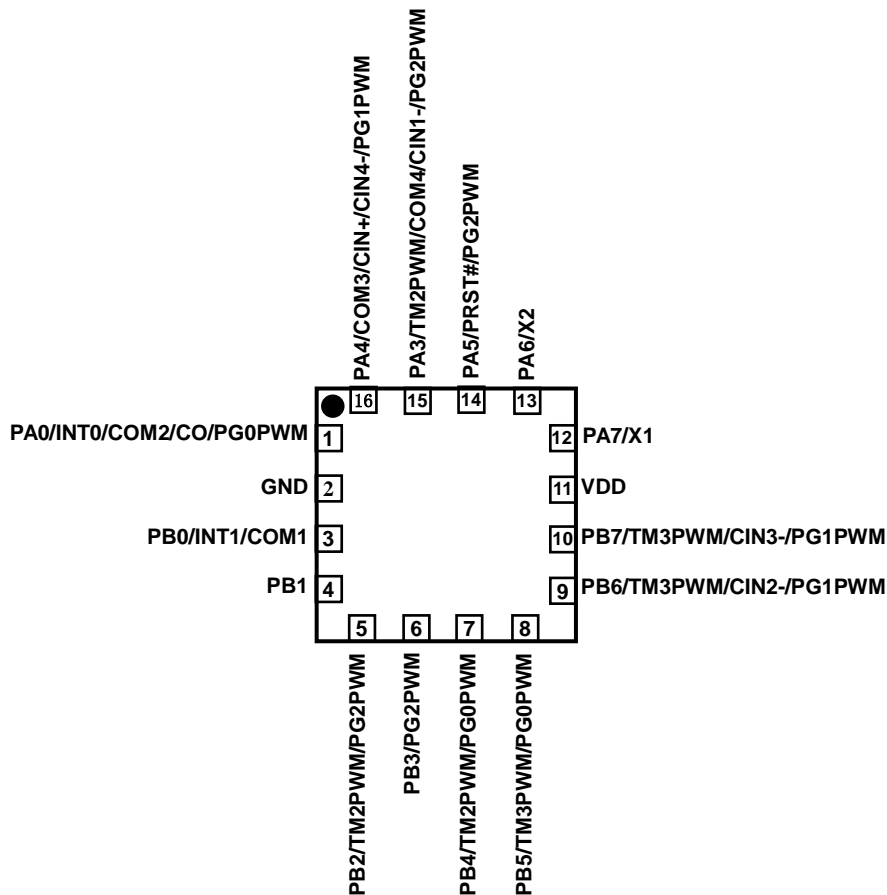 PA4/COM3/CIN+/CIN4-/PG1PWM
PA3/TM2PWM/COM4/CIN1-/PG2PWM
PA5/PRST#/PG2PWM
PA6/X2
16
15
14
13
PA0/INT0/COM2/CO/PG0PWM
1
12
PA7/X1
GND
2
11
VDD
PB0/INT1/COM1
3
10
PB7/TM3PWM/CIN3-/PG1PWM
PB1
4
9
PB6/TM3PWM/CIN2-/PG1PWM
5
6
7
8
PB2/TM2PWM/PG2PWM
PB3/PG2PWM
PB4/TM2PWM/PG0PWM
PB5/TM3PWM/PG0PWM